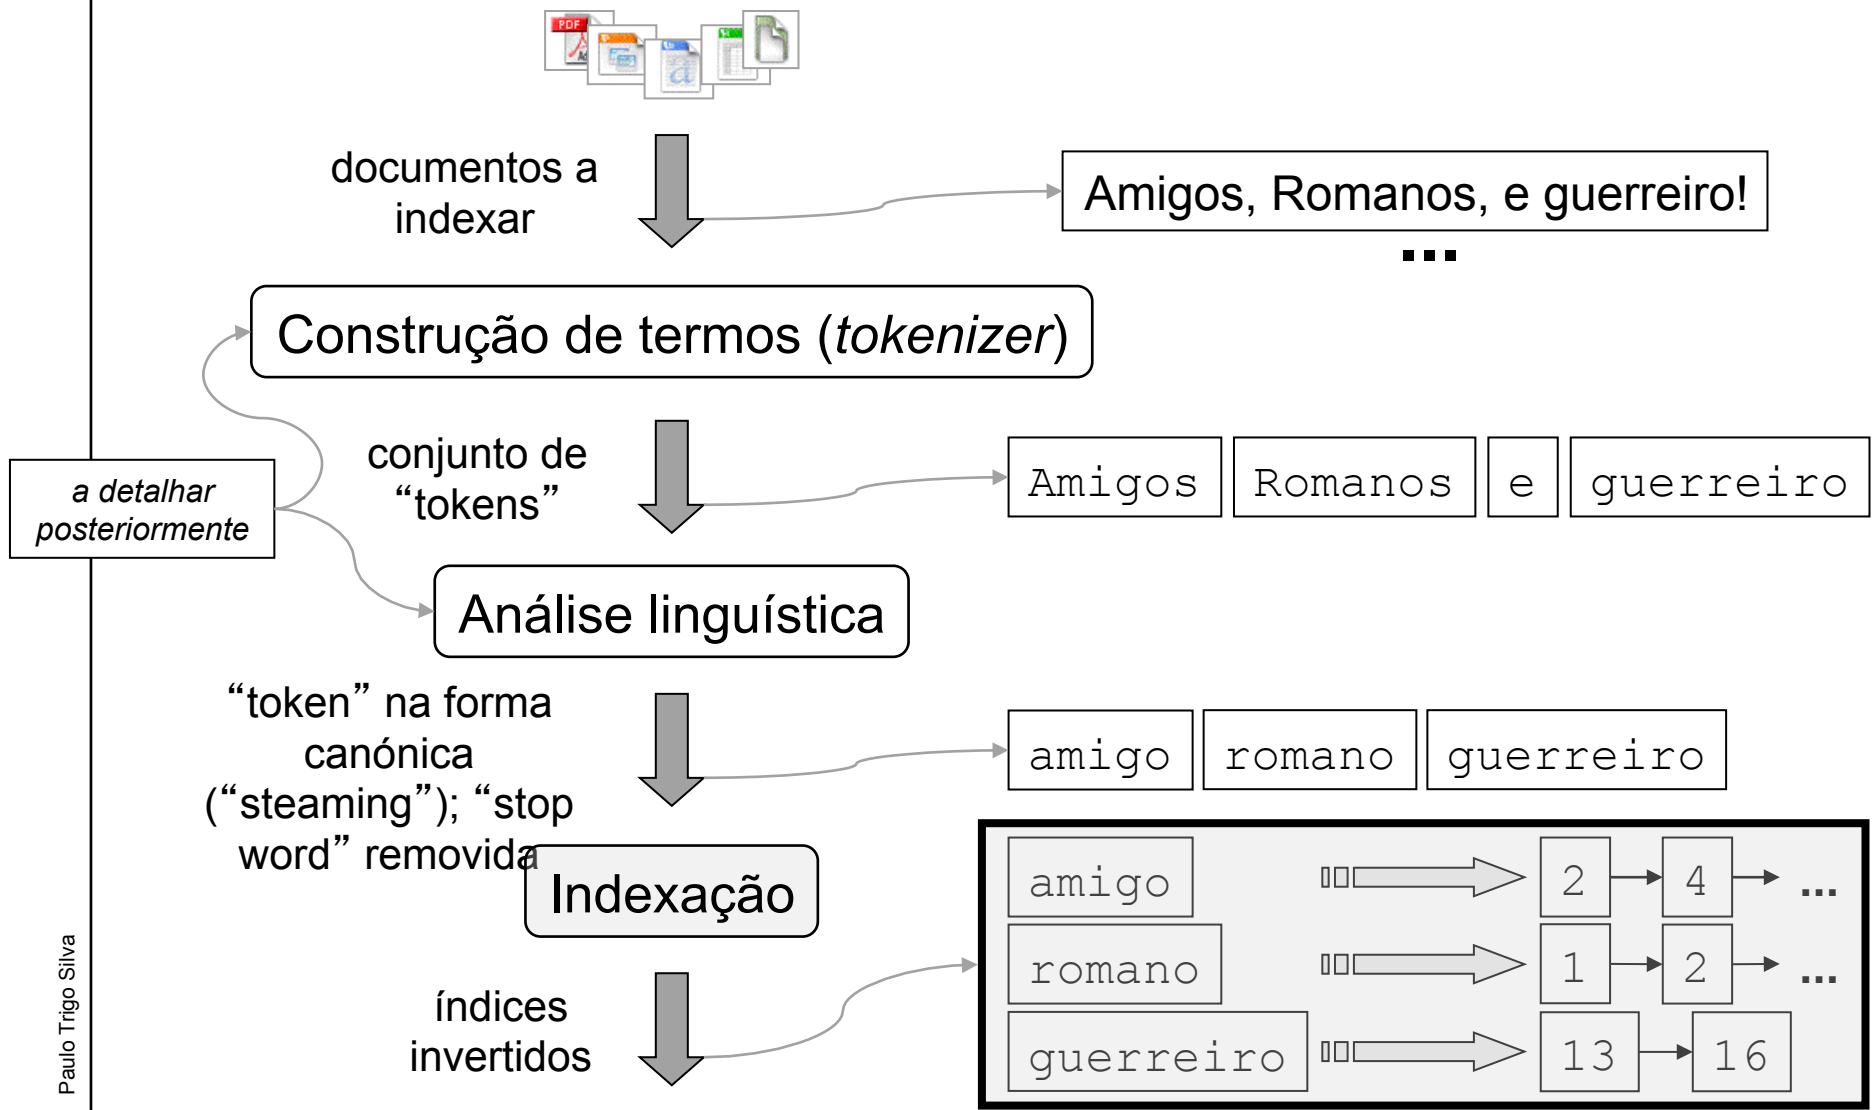 PDF
documentos a
indexar
Amigos, Romanos, e guerreiro!
...
Construção de termos (tokenizer)
conjunto de
“tokens”
Amigos Romanos e guerreiro
a detalhar
posteriormente
Análise linguística
“token” na forma
canónica
(“steaming”); “stop
word” removida
amigo romano guerreiro
Indexação
amigo 2 4 ...
romano 1 2 ...
guerreiro 13 16
índices
invertidos
Paulo Trigo Silva